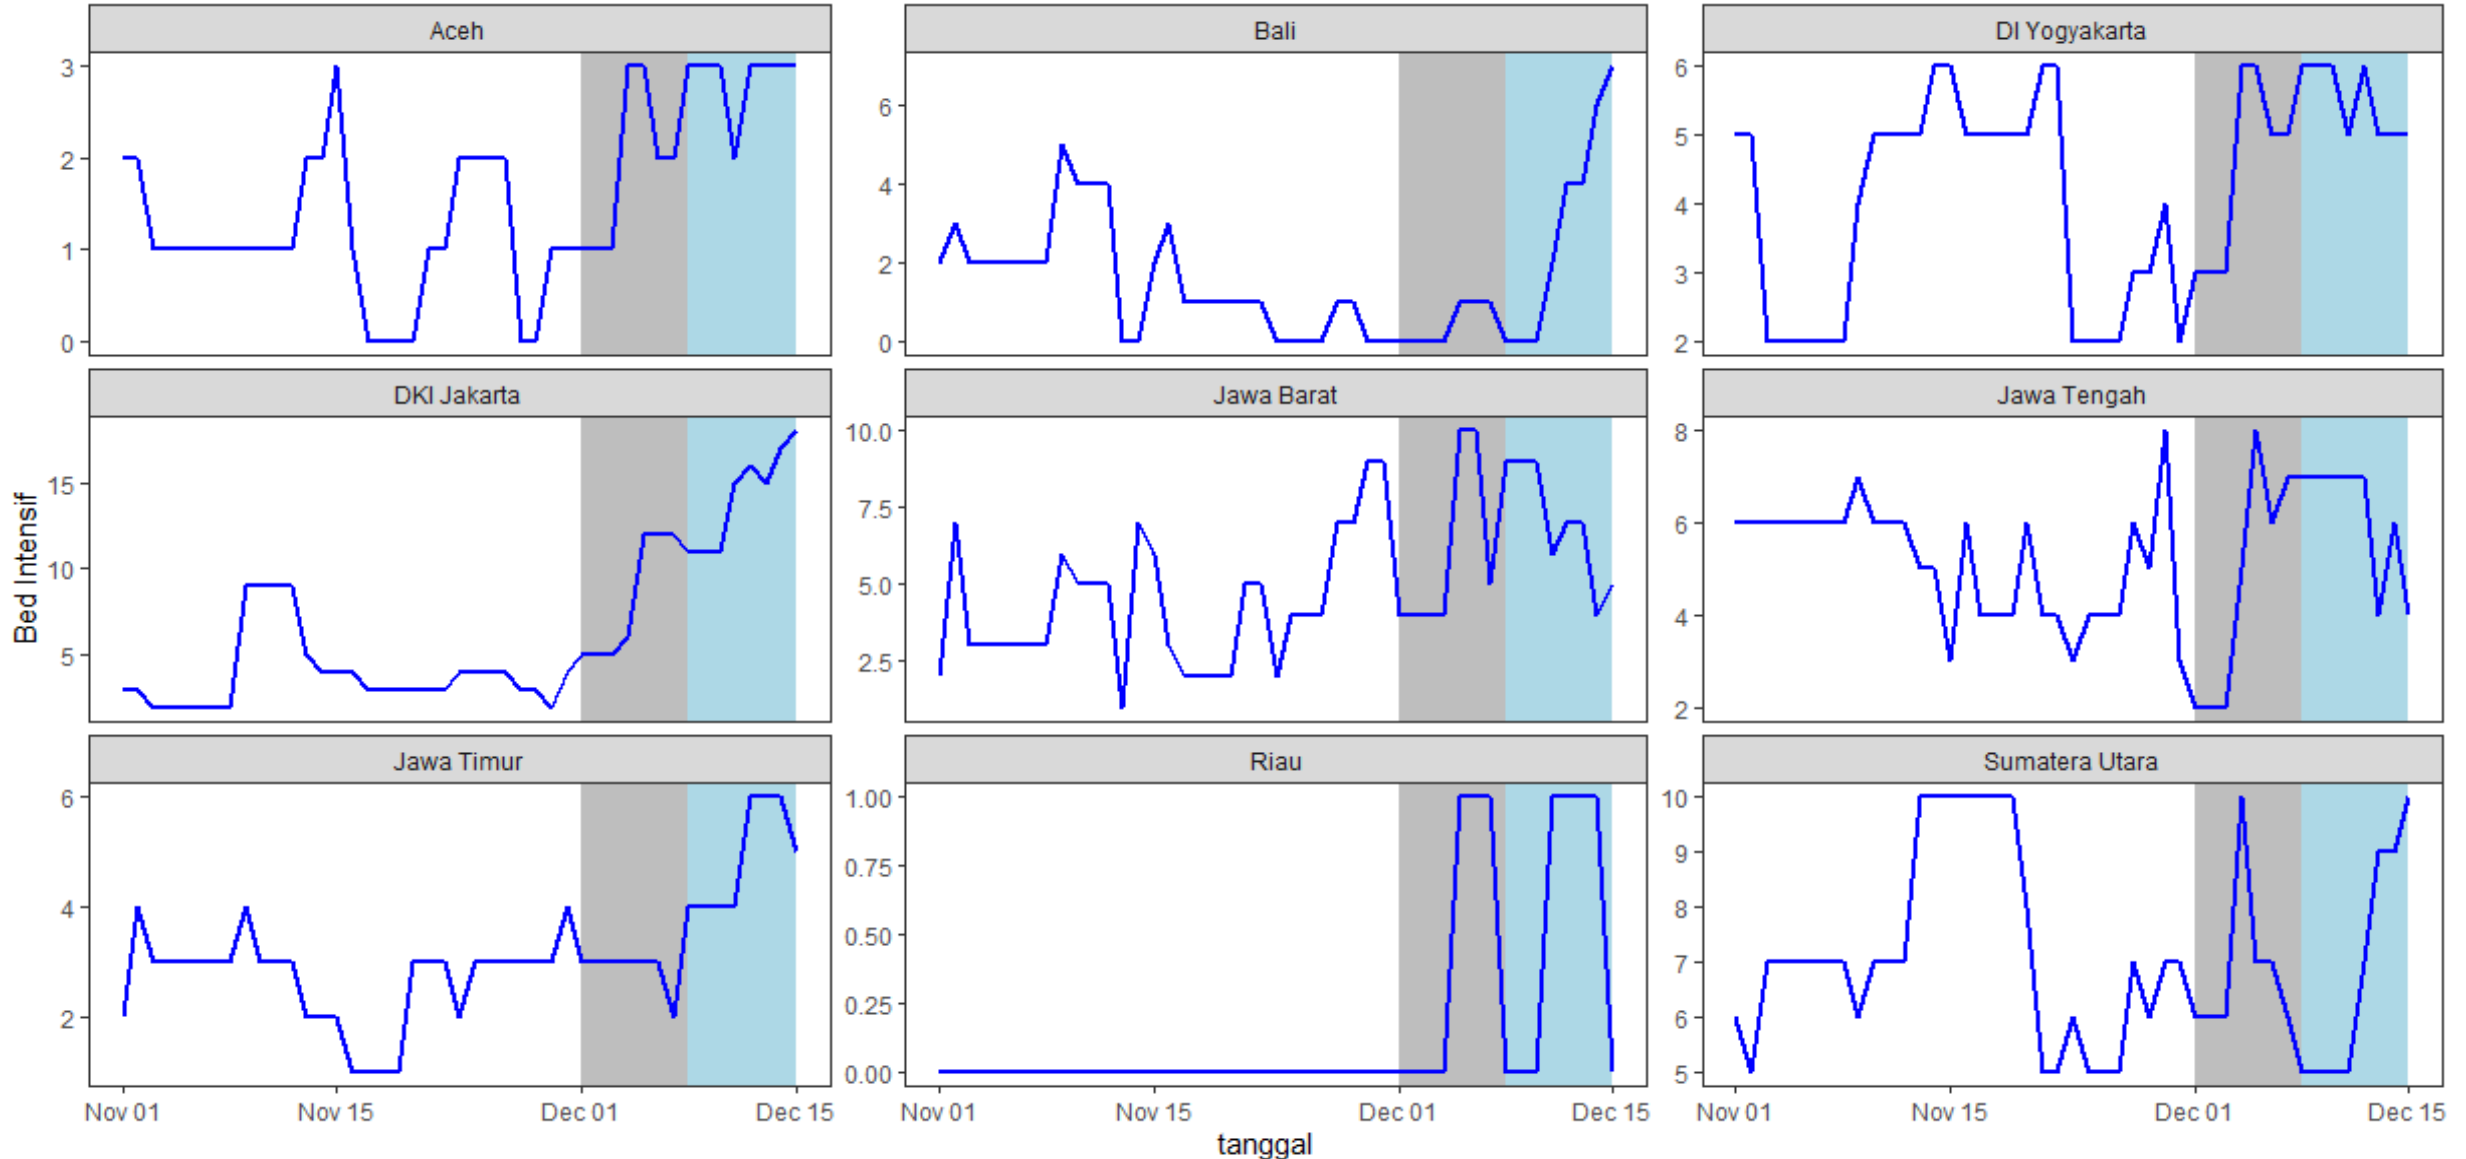 Aceh
Bali
DI Yogyakarta
3
2
1
0
6
4
2
0
6
5
4
3
2
DKI Jakarta
Jawa Barat
Jawa Tengah
Bed Intensif
15
10
5
10.0
7.5
5.0
2.5
8
6
4
2
Jawa Timur
Riau
Sumatera Utara
6
4
2
1.00
0.75
0.50
0.25
0.00
10
9
8
7
6
5
Nov 01 Nov 15 Dec 01 Dec 15
Nov 01 Nov 15 Dec 01 Dec 15
Nov 01 Nov 15 Dec 01 Dec 15
tanggal